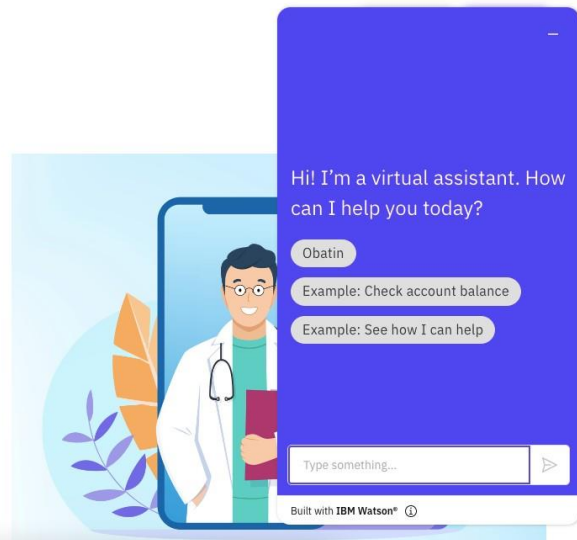 Hi! I'm a virtual assistant. How
can I help you today?
Obatin
Example: Check account balance
Example: See how I can help
Type something...
Built with IBM Watson®